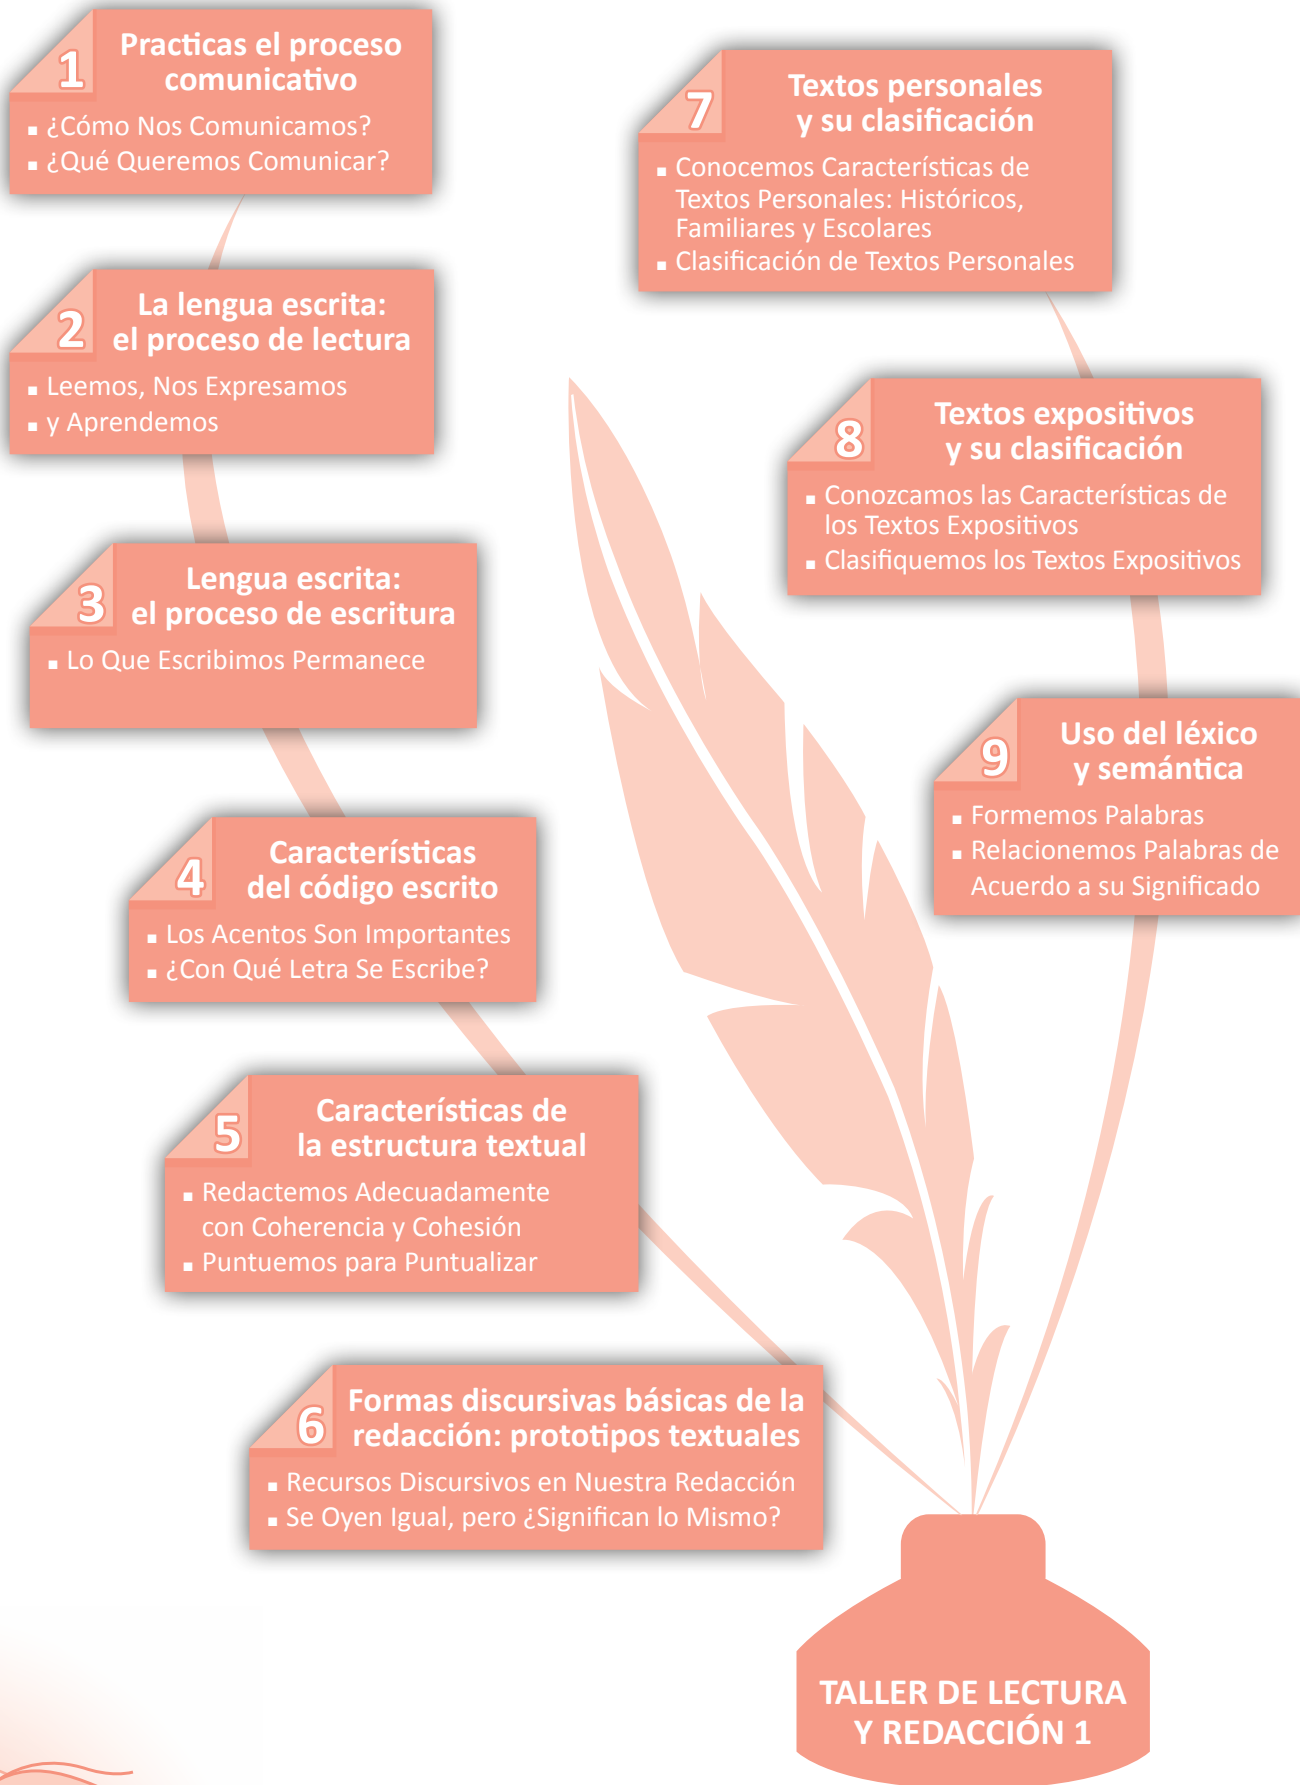 1
Practicas el proceso
comunicativo
▪ ¿Cómo Nos Comunicamos?
▪ ¿Qué Queremos Comunicar?
2
La lengua escrita:
el proceso de lectura
▪ Leemos, Nos Expresamos
▪ y Aprendemos
3
Lengua escrita:
el proceso de escritura
▪ Lo Que Escribimos Permanece
4
Características
del código escrito
▪ Los Acentos Son Importantes
▪ ¿Con Qué Letra Se Escribe?
5
Características de
la estructura textual
▪ Redactemos Adecuadamente
con Coherencia y Cohesión
▪ Puntuemos para Puntualizar
6
Formas discursivas básicas de la
redacción: prototipos textuales
▪ Recursos Discursivos en Nuestra Redacción
▪ Se Oyen Igual, pero ¿Significan lo Mismo?
7
Textos personales
y su clasificación
▪ Conocemos Características de
Textos Personales: Históricos,
Familiares y Escolares
▪ Clasificación de Textos Personales
8
Textos expositivos
y su clasificación
▪ Conozcamos las Características de
los Textos Expositivos
▪ Clasifiquemos los Textos Expositivos
9
Uso del léxico
y semántica
▪ Formemos Palabras
▪ Relacionemos Palabras de
Acuerdo a su Significado
TALLER DE LECTURA
Y REDACCIÓN 1